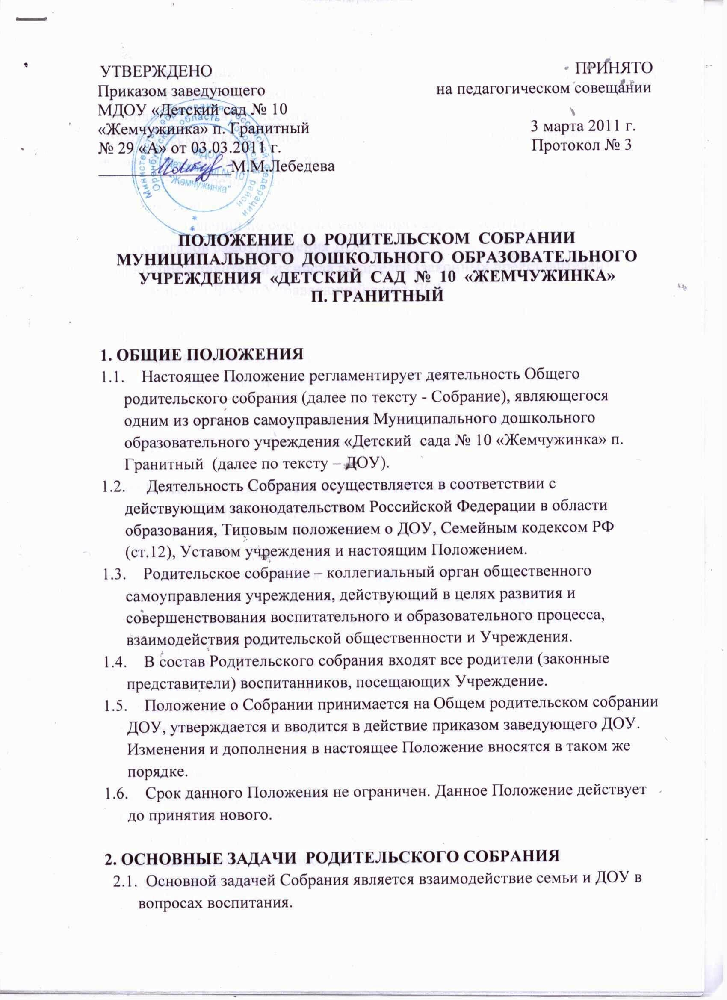 УТВЕРЖДЕНО
Приказом заведующего
МДОУ «Детский сад № 10
«Жемчужинка» п. Гранитный
№ 29 «А» от 03.03.2011 г.
М.М.Лебедева
ПРИНЯТО
на педагогическом совещании
3 марта 2011 г.
Протокол № 3
Министерство образования Российской Федерации
Оренбургская область
район
МДОУ
"Детский сад № 10
"Жемчужинка"
ПОЛОЖЕНИЕ О РОДИТЕЛЬСКОМ СОБРАНИИ
МУНИЦИПАЛЬНОГО ДОШКОЛЬНОГО ОБРАЗОВАТЕЛЬНОГО
УЧРЕЖДЕНИЯ «ДЕТСКИЙ САД № 10 «ЖЕМЧУЖИНКА»
П. ГРАНИТНЫЙ
1. ОБЩИЕ ПОЛОЖЕНИЯ
1.1. Настоящее Положение регламентирует деятельность Общего
родительского собрания (далее по тексту - Собрание), являющегося
одним из органов самоуправления Муниципального дошкольного
образовательного учреждения «Детский сада № 10 «Жемчужинка» п.
Гранитный (далее по тексту – ДОУ).
1.2. Деятельность Собрания осуществляется в соответствии с
действующим законодательством Российской Федерации в области
образования, Типовым положением о ДОУ, Семейным кодексом РФ
(ст.12), Уставом учреждения и настоящим Положением.
1.3. Родительское собрание – коллегиальный орган общественного
самоуправления учреждения, действующий в целях развития и
совершенствования воспитательного и образовательного процесса,
взаимодействия родительской общественности и Учреждения.
1.4. В состав Родительского собрания входят все родители (законные
представители) воспитанников, посещающих Учреждение.
1.5. Положение о Собрании принимается на Общем родительском собрании
ДОУ, утверждается и вводится в действие приказом заведующего ДОУ.
Изменения и дополнения в настоящее Положение вносятся в таком же
порядке.
1.6. Срок данного Положения не ограничен. Данное Положение действует
до принятия нового.
2. ОСНОВНЫЕ ЗАДАЧИ РОДИТЕЛЬСКОГО СОБРАНИЯ
2.1. Основной задачей Собрания является взаимодействие семьи и ДОУ в
вопросах воспитания.